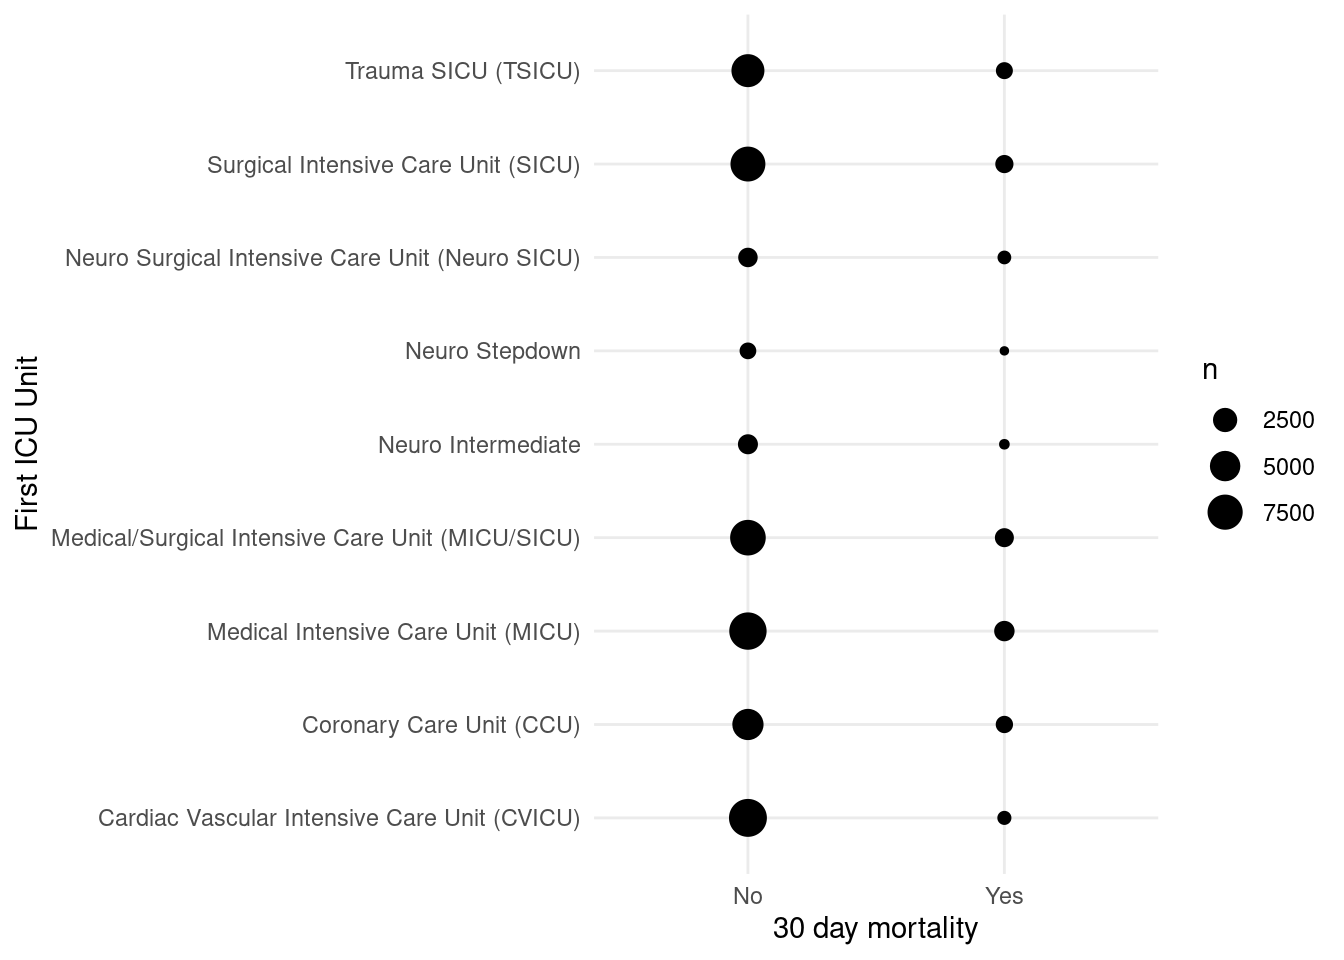 Trauma SICU (TSICU)
Surgical Intensive Care Unit (SICU)
Neuro Surgical Intensive Care Unit (Neuro SICU)
Neuro Stepdown
Neuro Intermediate
Medical/Surgical Intensive Care Unit (MICU/SICU)
Medical Intensive Care Unit (MICU)
Coronary Care Unit (CCU)
Cardiac Vascular Intensive Care Unit (CVICU)
First ICU Unit
No
Yes
30 day mortality
n
2500
5000
7500